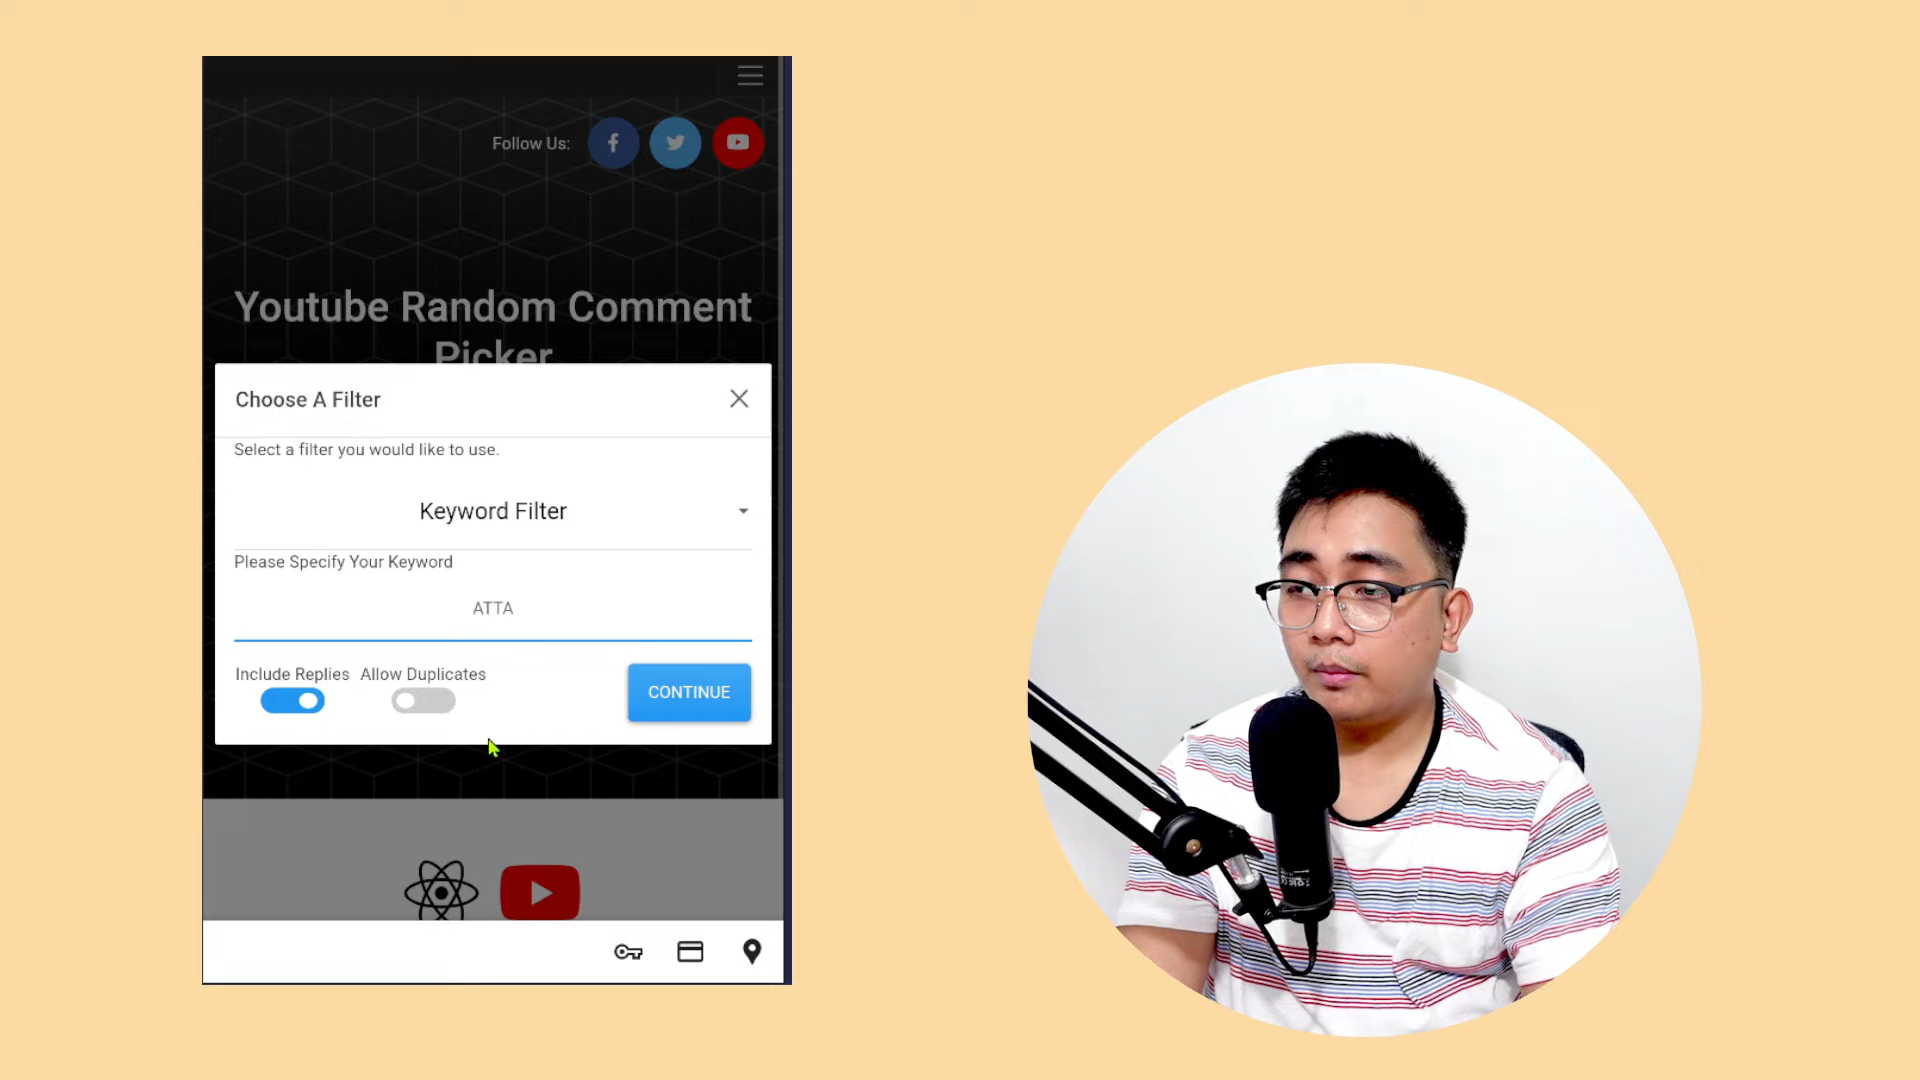 Follow Us:
Youtube Random Comment
Picker
Choose A Filter
Select a filter you would like to use.
Keyword Filter
Please Specify Your Keyword
ATTA
Include Replies Allow Duplicates
CONTINUE